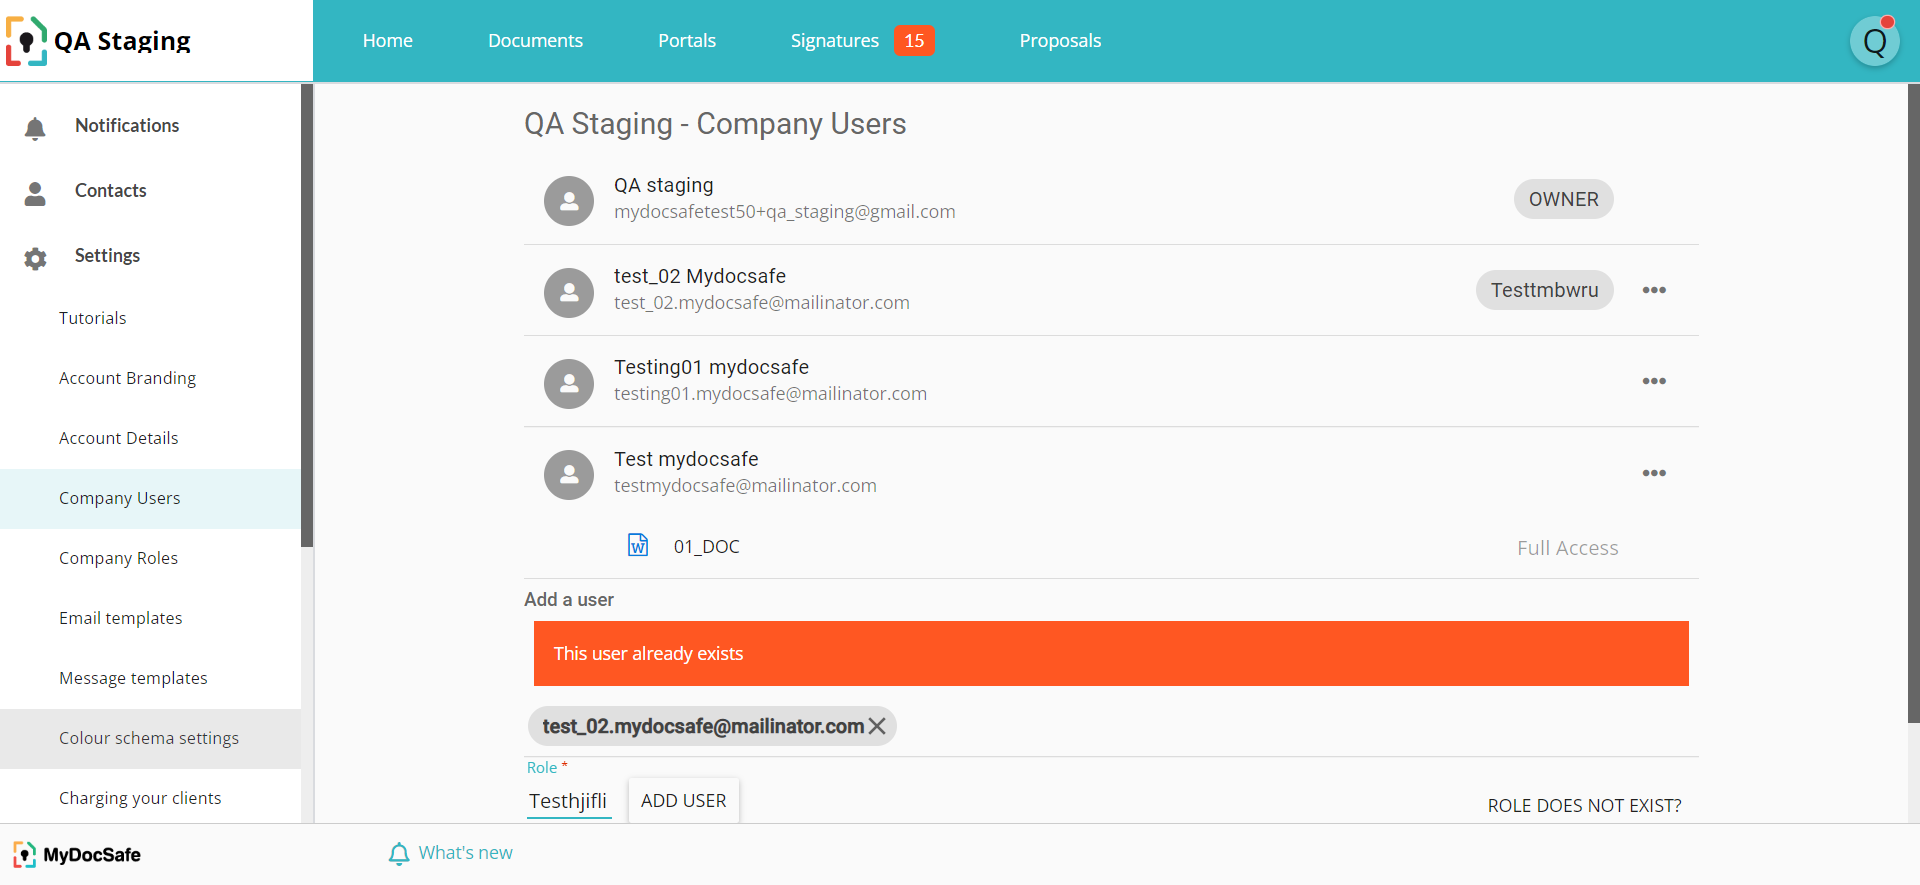 QA Staging
Home
Documents
Portals
Signatures 15
Proposals
Q
Notifications
Contacts
Settings
Tutorials
Account Branding
Account Details
Company Users
Company Roles
Email templates
Message templates
Colour schema settings
Charging your clients
QA Staging - Company Users
QA staging
mydocsafetest50+qa_staging@gmail.com
OWNER
test_02 Mydocsafe
test_02.mydocsafe@mailinator.com
Testtmbwru
Testing01 mydocsafe
testing01.mydocsafe@mailinator.com
Test mydocsafe
testmydocsafe@mailinator.com
W
01_DOC
Full Access
Add a user
This user already exists
test_02.mydocsafe@mailinator.com
Role *
Testhjifli
ADD USER
ROLE DOES NOT EXIST?
MyDocSafe
What's new